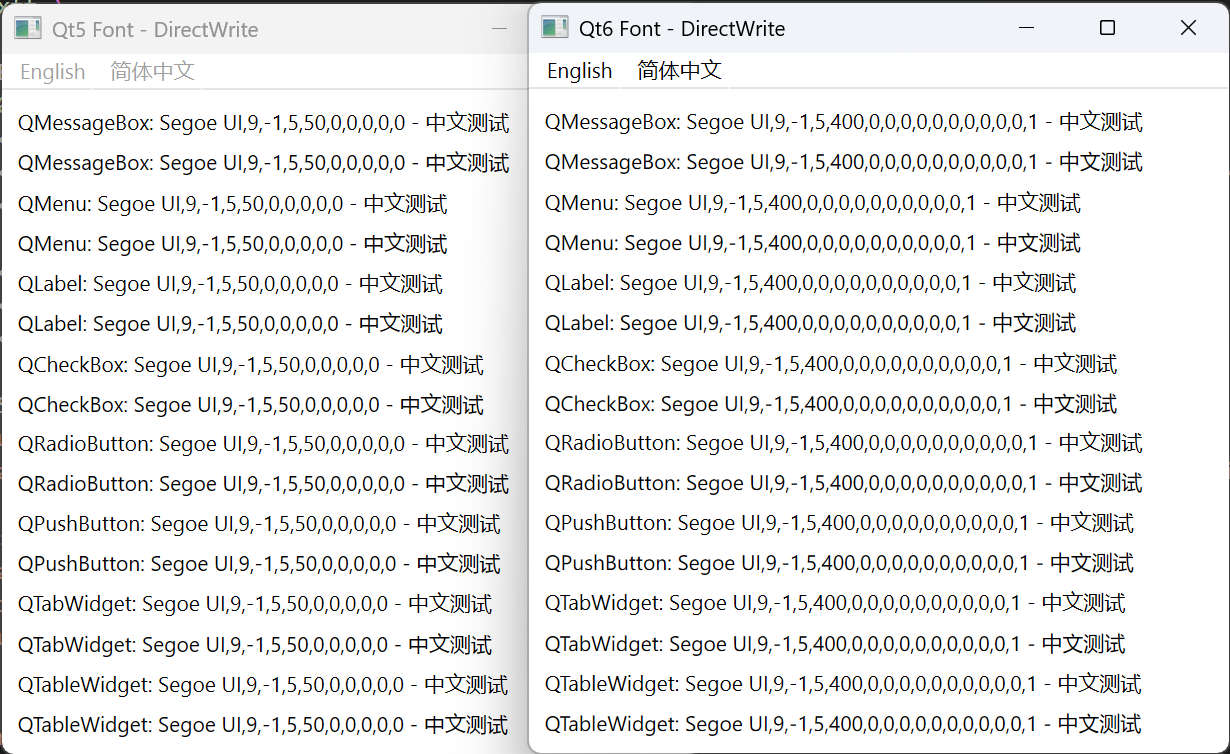 Qt5 Font - DirectWrite
English 简体中文
QMessageBox: Segoe UI,9,-1,5,50,0,0,0,0,0 - 中文测试
QMessageBox: Segoe UI,9,-1,5,50,0,0,0,0,0 - 中文测试
QMenu: Segoe UI,9,-1,5,50,0,0,0,0,0 - 中文测试
QMenu: Segoe UI,9,-1,5,50,0,0,0,0,0 - 中文测试
QLabel: Segoe UI,9,-1,5,50,0,0,0,0,0 - 中文测试
QLabel: Segoe UI,9,-1,5,50,0,0,0,0,0 - 中文测试
QCheckBox: Segoe UI,9,-1,5,50,0,0,0,0,0 - 中文测试
QCheckBox: Segoe UI,9,-1,5,50,0,0,0,0,0 - 中文测试
QRadioButton: Segoe UI,9,-1,5,50,0,0,0,0,0 - 中文测试
QRadioButton: Segoe UI,9,-1,5,50,0,0,0,0,0 - 中文测试
QPushButton: Segoe UI,9,-1,5,50,0,0,0,0,0 - 中文测试
QPushButton: Segoe UI,9,-1,5,50,0,0,0,0,0 - 中文测试
QTabWidget: Segoe UI,9,-1,5,50,0,0,0,0,0 - 中文测试
QTabWidget: Segoe UI,9,-1,5,50,0,0,0,0,0 - 中文测试
QTableWidget: Segoe UI,9,-1,5,50,0,0,0,0,0 - 中文测试
QTableWidget: Segoe UI,9,-1,5,50,0,0,0,0,0 - 中文测试
Qt6 Font - DirectWrite
English 简体中文
QMessageBox: Segoe UI,9,-1,5,400,0,0,0,0,0,0,0,0,0,0,1 - 中文测试
QMessageBox: Segoe UI,9,-1,5,400,0,0,0,0,0,0,0,0,0,0,1 - 中文测试
QMenu: Segoe UI,9,-1,5,400,0,0,0,0,0,0,0,0,0,0,1 - 中文测试
QMenu: Segoe UI,9,-1,5,400,0,0,0,0,0,0,0,0,0,0,1 - 中文测试
QLabel: Segoe UI,9,-1,5,400,0,0,0,0,0,0,0,0,0,0,1 - 中文测试
QLabel: Segoe UI,9,-1,5,400,0,0,0,0,0,0,0,0,0,0,1 - 中文测试
QCheckBox: Segoe UI,9,-1,5,400,0,0,0,0,0,0,0,0,0,0,1 - 中文测试
QCheckBox: Segoe UI,9,-1,5,400,0,0,0,0,0,0,0,0,0,0,1 - 中文测试
QRadioButton: Segoe UI,9,-1,5,400,0,0,0,0,0,0,0,0,0,0,1 - 中文测试
QRadioButton: Segoe UI,9,-1,5,400,0,0,0,0,0,0,0,0,0,0,1 - 中文测试
QPushButton: Segoe UI,9,-1,5,400,0,0,0,0,0,0,0,0,0,0,1 - 中文测试
QPushButton: Segoe UI,9,-1,5,400,0,0,0,0,0,0,0,0,0,0,1 - 中文测试
QTabWidget: Segoe UI,9,-1,5,400,0,0,0,0,0,0,0,0,0,0,1 - 中文测试
QTabWidget: Segoe UI,9,-1,5,400,0,0,0,0,0,0,0,0,0,0,1 - 中文测试
QTableWidget: Segoe UI,9,-1,5,400,0,0,0,0,0,0,0,0,0,0,1 - 中文测试
QTableWidget: Segoe UI,9,-1,5,400,0,0,0,0,0,0,0,0,0,0,1 - 中文测试